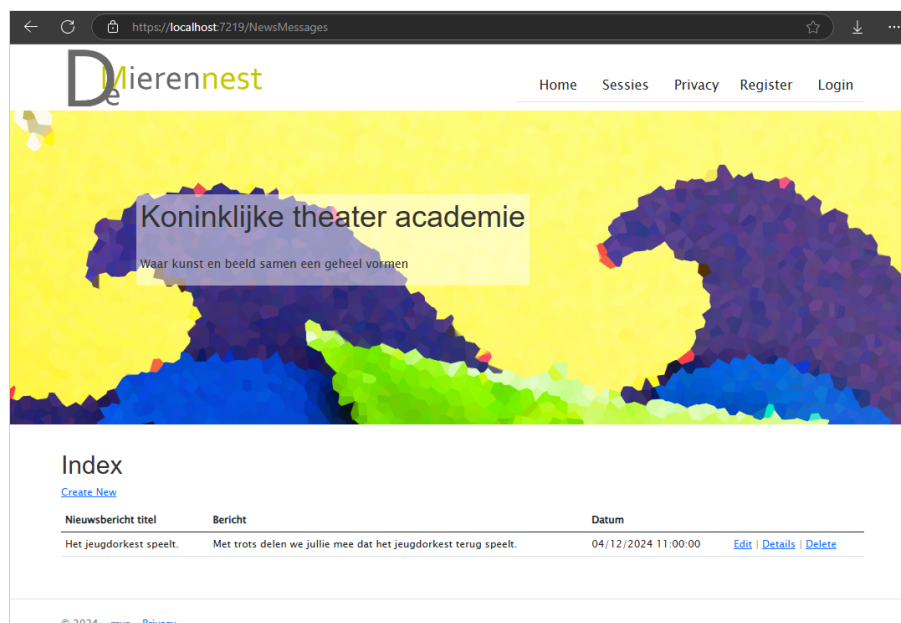 https://localhost:7219/NewsMessages
De Mierennest
Home Sessies Privacy Register Login
Koninklijke theater academie
Waar kunst en beeld samen een geheel vormen
Index
Create New
Nieuwsbericht titel Bericht Datum
Het jeugdorkest speelt. Met trots delen we jullie mee dat het jeugdorkest terug speelt. 04/12/2024 11:00:00 Edit | Details | Delete
© 2024 - mvc - Privacy